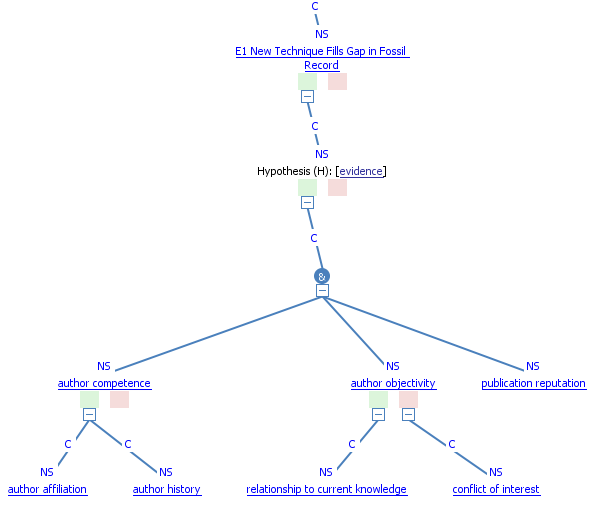 C
NS
E1 New Technique Fills Gap in Fossil
Record
C
NS
Hypothesis (H): [evidence]
C
&
NS NS NS
author competence author objectivity publication reputation
C C C C
NS NS NS NS
author affiliation author history relationship to current knowledge conflict of interest